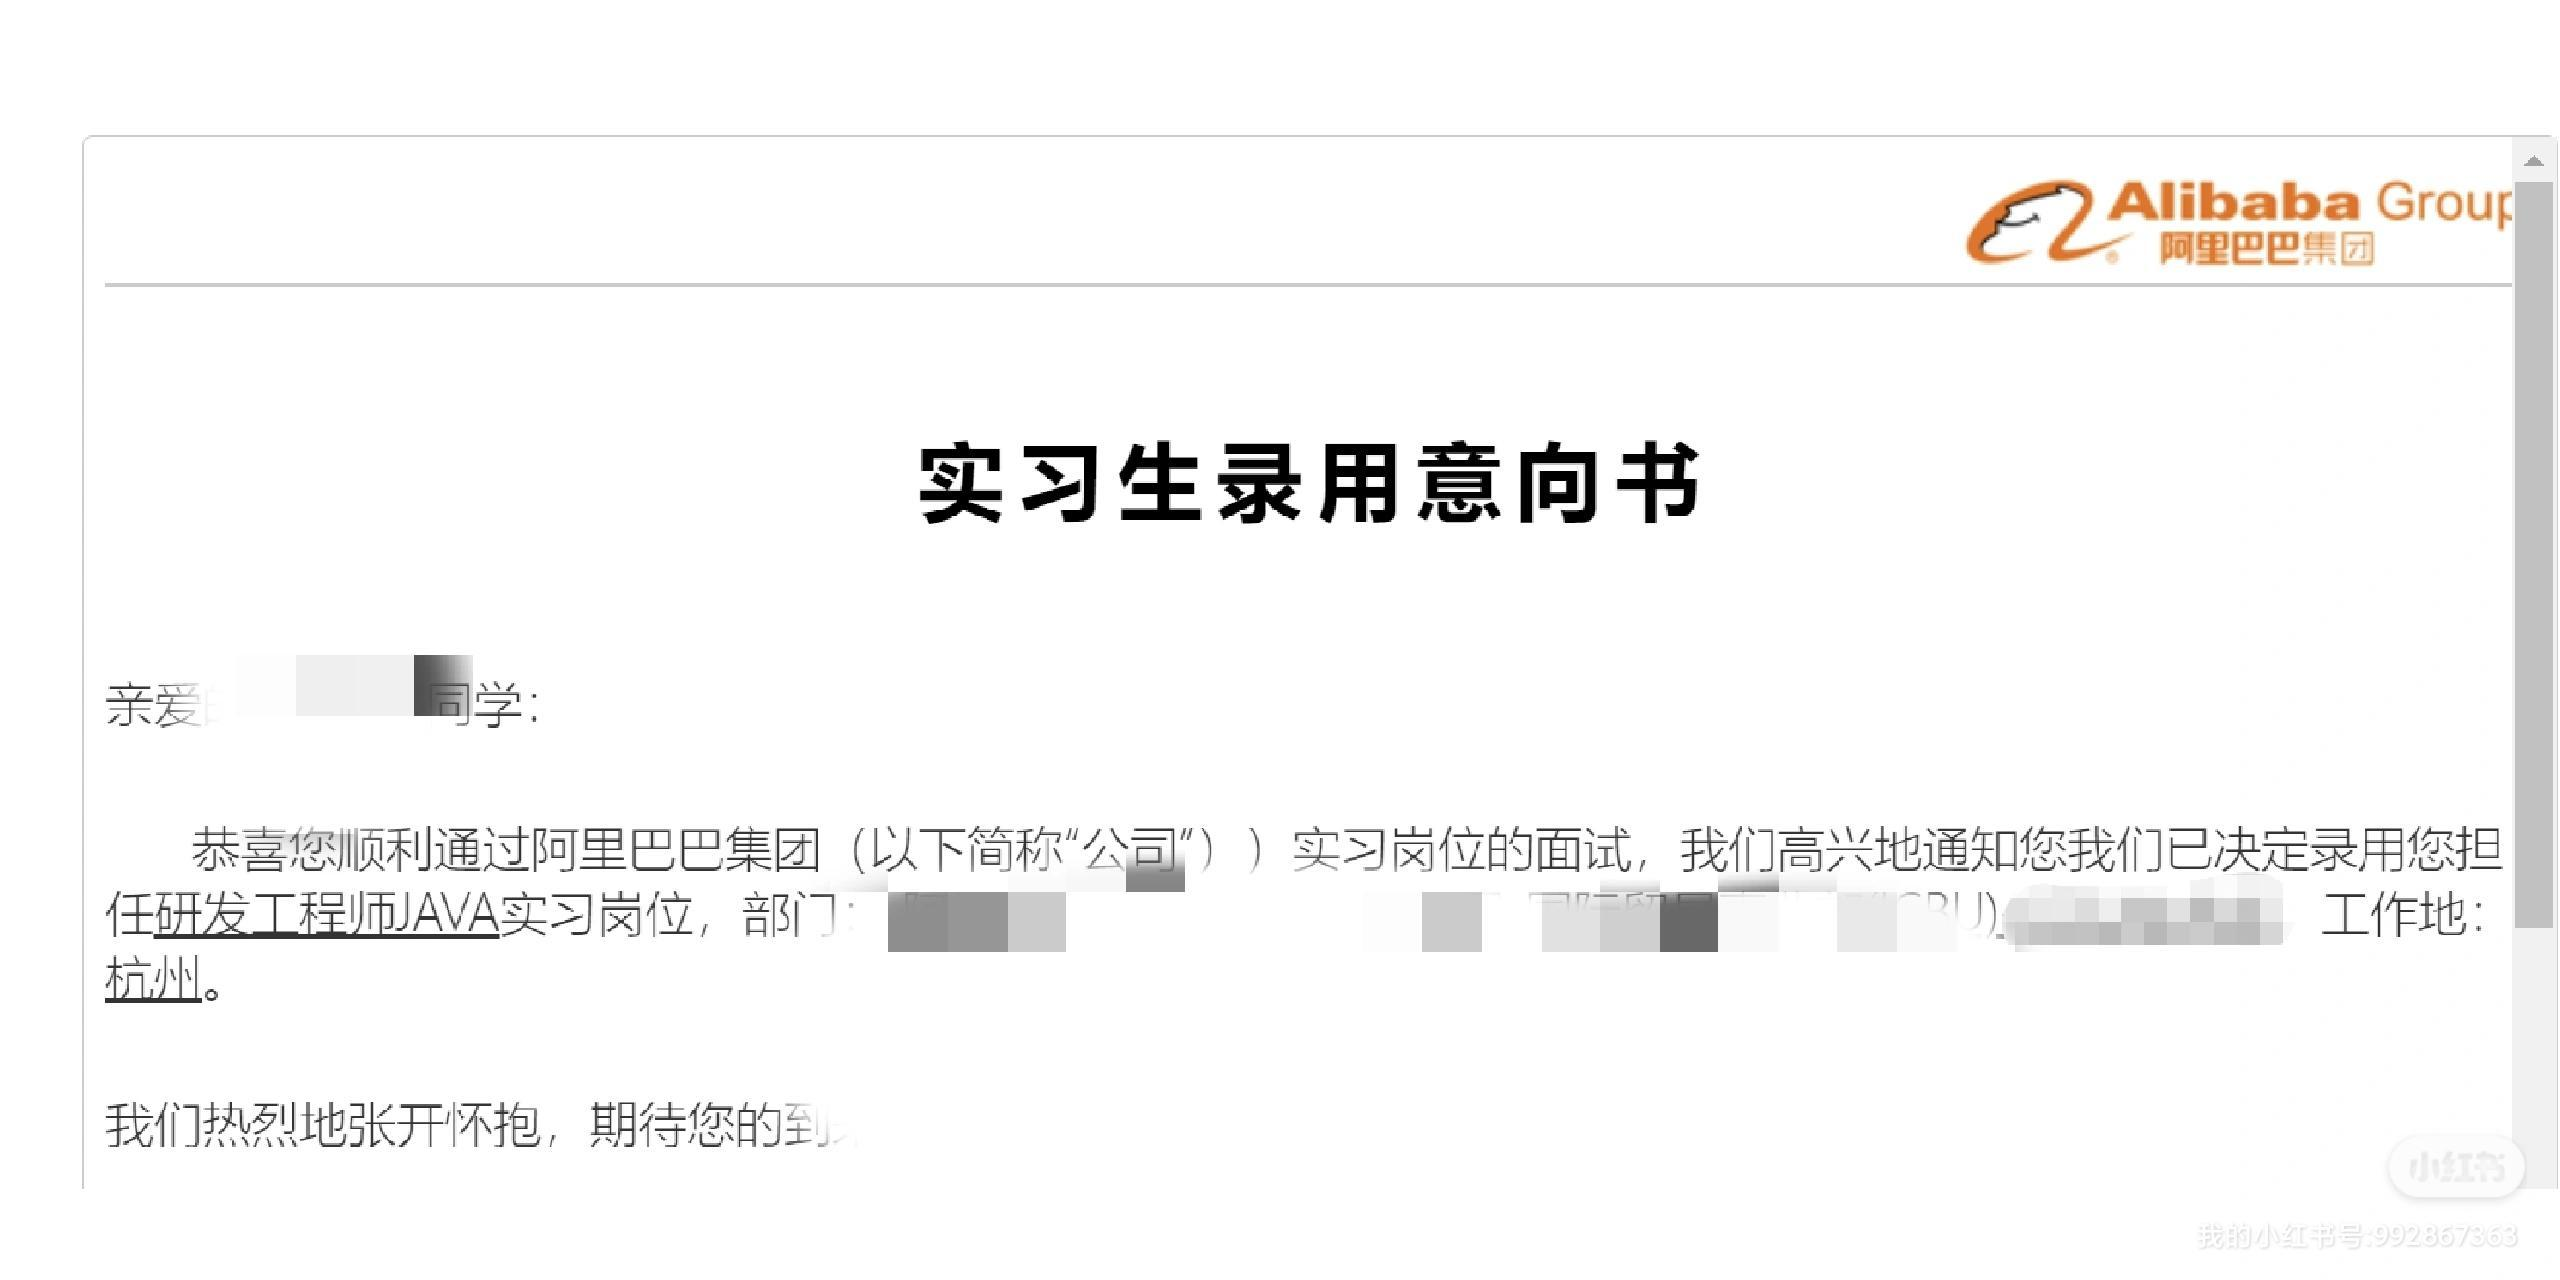 Alibaba Group
阿里巴巴集团
实习生录用意向书
亲爱 同学：
恭喜您顺利通过阿里巴巴集团（以下简称“公司”））实习岗位的面试，我们高兴地通知您我们已决定录用您担
任研发工程师JAVA实习岗位，部门： 工作地：
杭州。
我们热烈地张开怀抱，期待您的到
小红书
我的小红书号:992867363